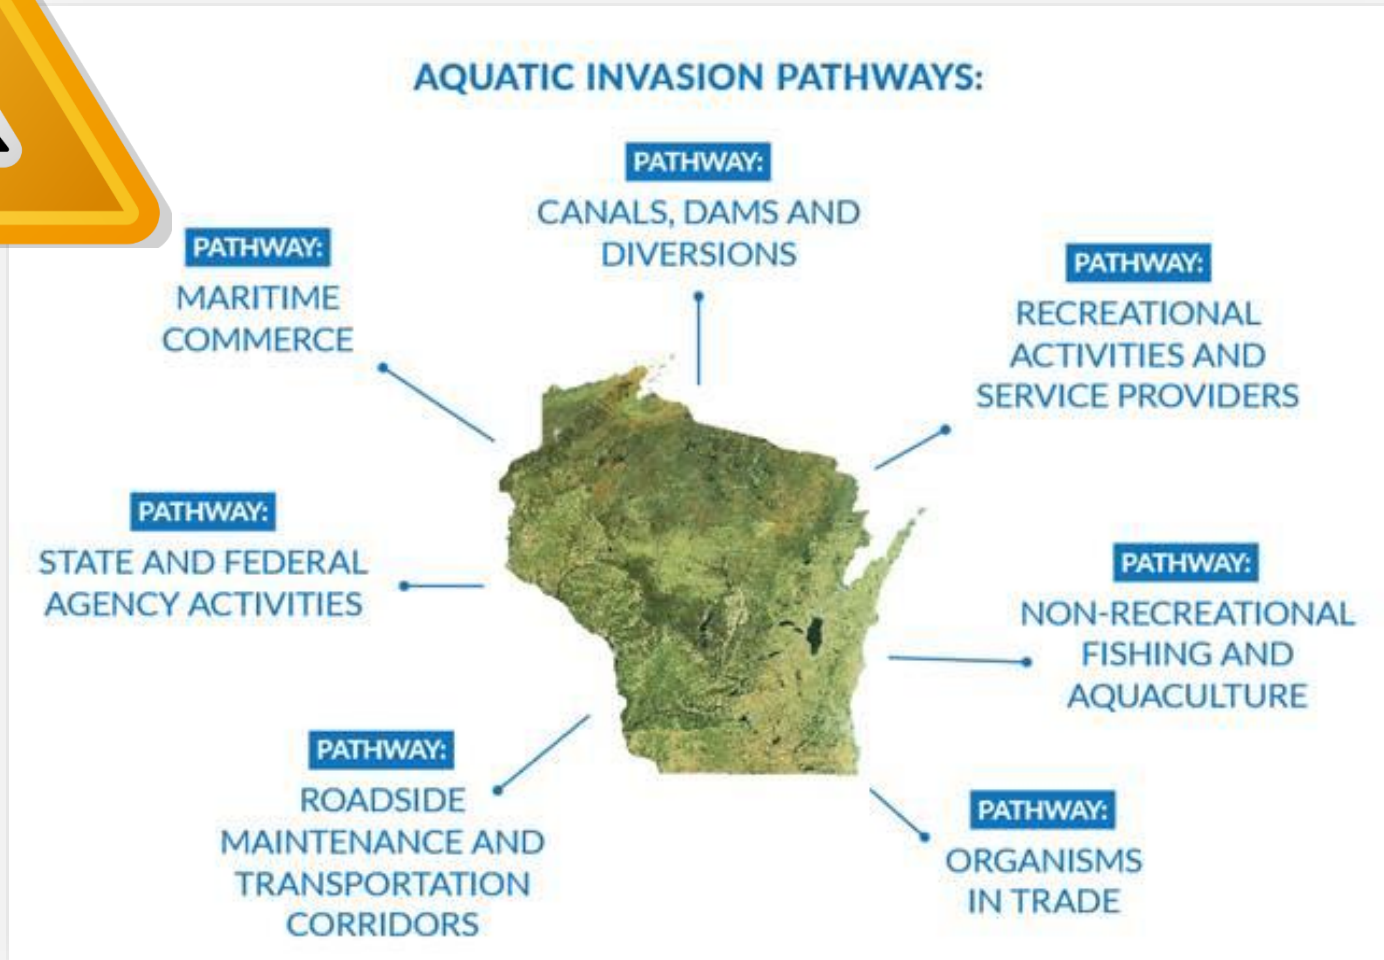 AQUATIC INVASION PATHWAYS:
PATHWAY:
CANALS, DAMS AND
DIVERSIONS
PATHWAY:
MARITIME
COMMERCE
PATHWAY:
RECREATIONAL
ACTIVITIES AND
SERVICE PROVIDERS
PATHWAY:
STATE AND FEDERAL
AGENCY ACTIVITIES
PATHWAY:
NON-RECREATIONAL
FISHING AND
AQUACULTURE
PATHWAY:
ROADSIDE
MAINTENANCE AND
TRANSPORTATION
CORRIDORS
PATHWAY:
ORGANISMS
IN TRADE